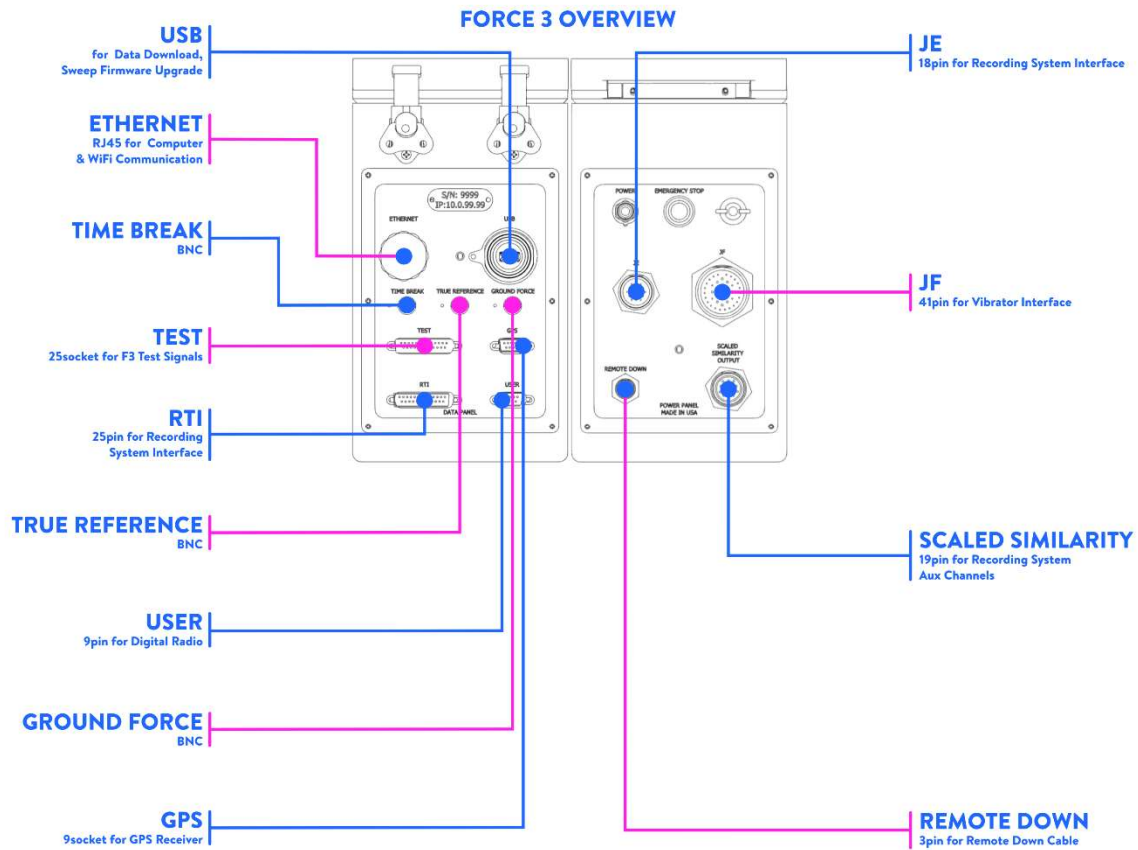 FORCE 3 OVERVIEW
USB
for Data Download,
Sweep Firmware Upgrade
ETHERNET
RJ45 for Computer
& WiFi Communication
TIME BREAK
BNC
TEST
25socket for F3 Test Signals
RTI
25pin for Recording
System Interface
TRUE REFERENCE
BNC
USER
9pin for Digital Radio
GROUND FORCE
BNC
GPS
9socket for GPS Receiver
S/N: 9999
IP:10.0.99.99
ETHERNET
USB
TIME BREAK
TRUE REFERENCE
GROUND FORCE
TEST
GPS
RTI
USER
DATA PANEL
POWER
EMERGENCY STOP
JF
SCALED
SIMILARITY
OUTPUT
REMOTE DOWN
POWER PANEL
MADE IN USA
JE
18pin for Recording System Interface
JF
41pin for Vibrator Interface
SCALED SIMILARITY
19pin for Recording System
Aux Channels
REMOTE DOWN
3pin for Remote Down Cable